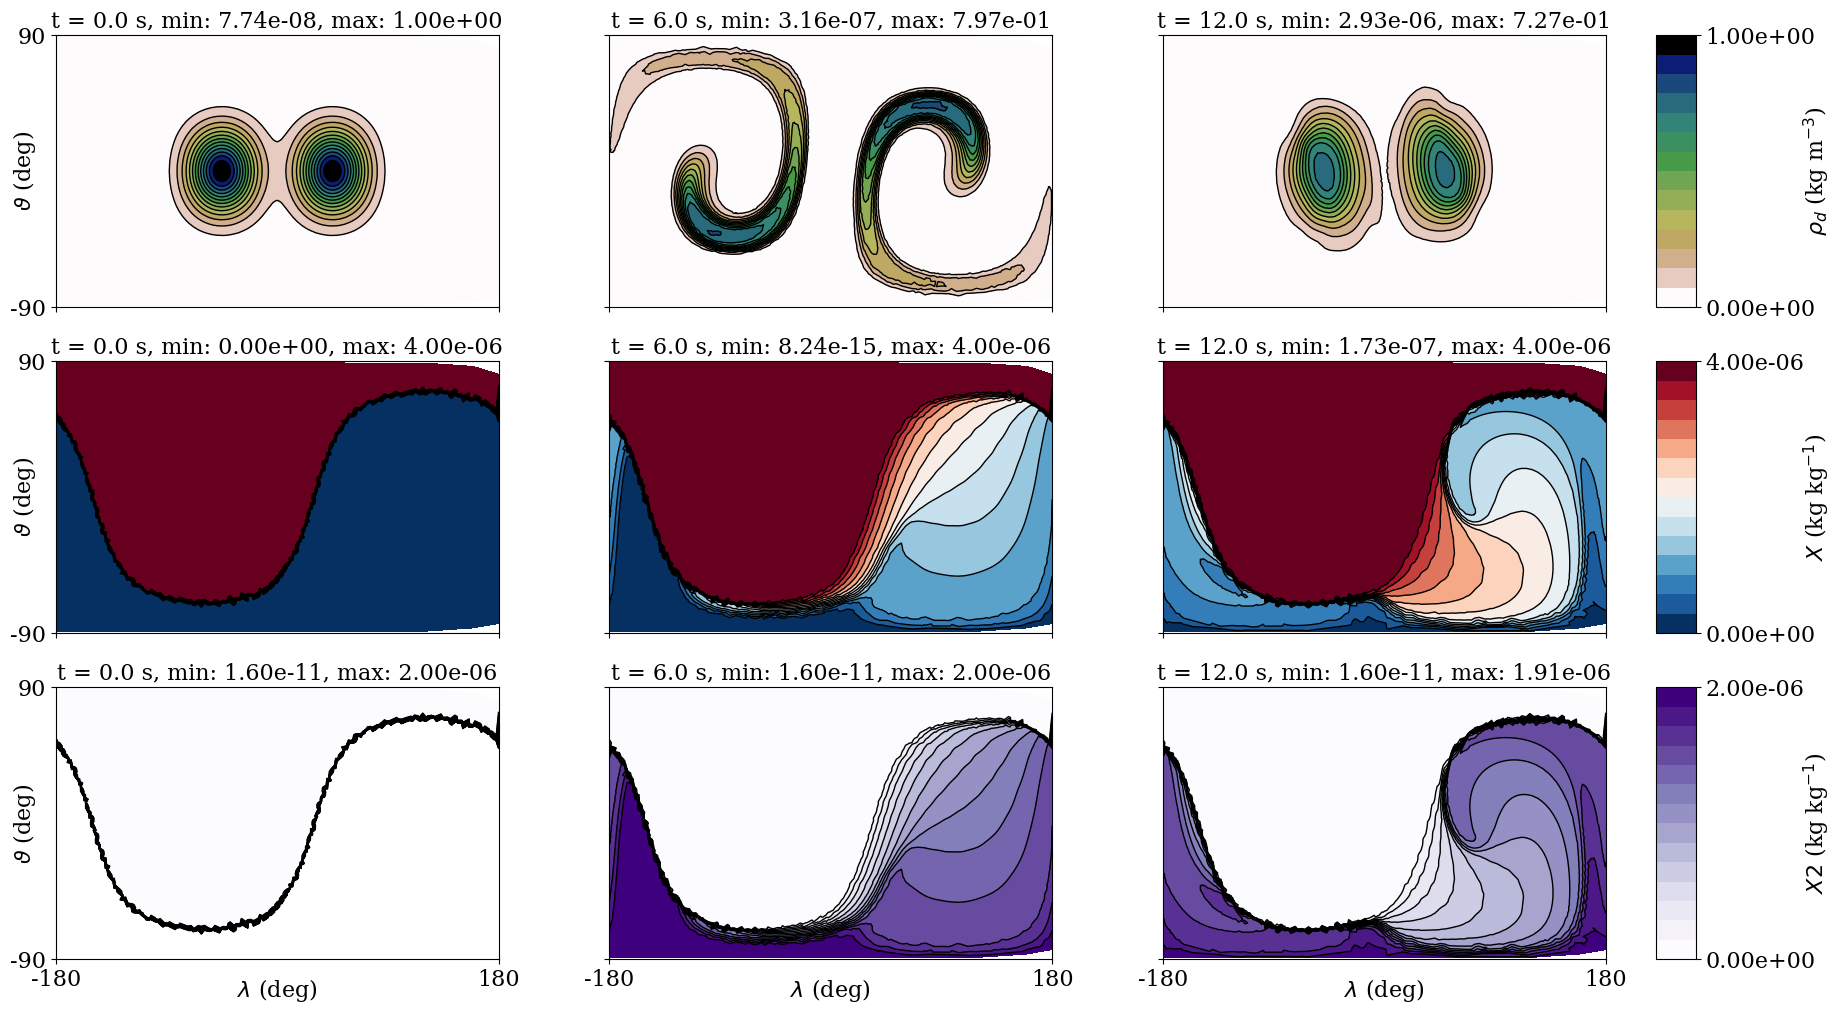 t = 0.0 s, min: 7.74e-08, max: 1.00e+00
t = 6.0 s, min: 3.16e-07, max: 7.97e-01
t = 12.0 s, min: 2.93e-06, max: 7.27e-01
90
ϑ (deg)
-90
1.00e+00
0.00e+00
ρ_d (kg m⁻³)
t = 0.0 s, min: 0.00e+00, max: 4.00e-06
t = 6.0 s, min: 8.24e-15, max: 4.00e-06
t = 12.0 s, min: 1.73e-07, max: 4.00e-06
90
ϑ (deg)
-90
4.00e-06
0.00e+00
X (kg kg⁻¹)
t = 0.0 s, min: 1.60e-11, max: 2.00e-06
t = 6.0 s, min: 1.60e-11, max: 2.00e-06
t = 12.0 s, min: 1.60e-11, max: 1.91e-06
90
ϑ (deg)
-90
2.00e-06
0.00e+00
X2 (kg kg⁻¹)
-180
λ (deg)
180
-180
λ (deg)
180
-180
λ (deg)
180